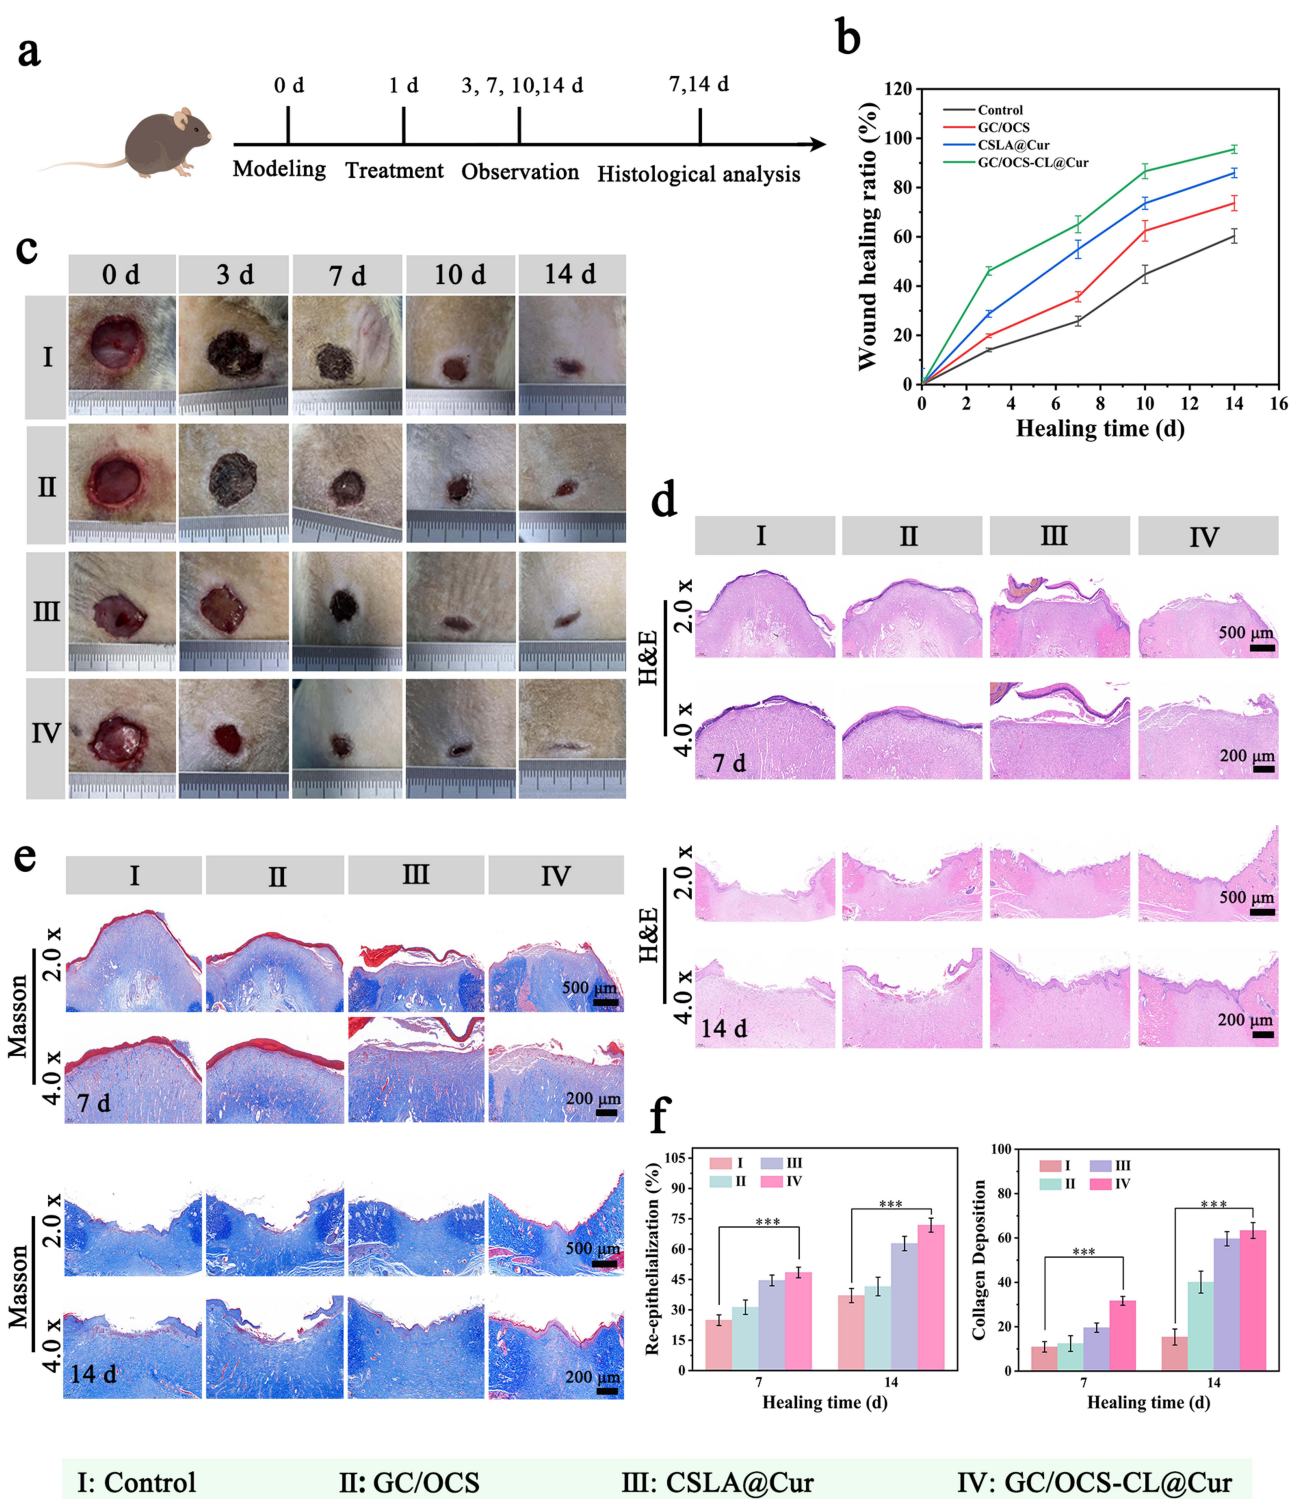 a
0 d
1 d
3, 7, 10,14 d
7,14 d
Modeling
Treatment
Observation
Histological analysis
b
120
100
80
60
40
20
0
Wound healing ratio (%)
Control
GC/OCS
CSLA@Cur
GC/OCS-CL@Cur
0 2 4 6 8 10 12 14 16
Healing time (d)
c
0 d 3 d 7 d 10 d 14 d
I
II
III
IV
d
I II III IV
H&E
2.0 x
500 μm
4.0 x
7 d
200 μm
H&E
2.0 x
500 μm
4.0 x
14 d
200 μm
e
I II III IV
Masson
2.0 x
500 μm
4.0 x
7 d
200 μm
Masson
2.0 x
500 μm
4.0 x
14 d
200 μm
f
105
90
75
60
45
30
15
0
Re-epithelialization (%)
I III
II IV
***
***
7 14
Healing time (d)
100
80
60
40
20
0
Collagen Deposition
I III
II IV
***
***
7 14
Healing time (d)
I: Control II: GC/OCS III: CSLA@Cur IV: GC/OCS-CL@Cur